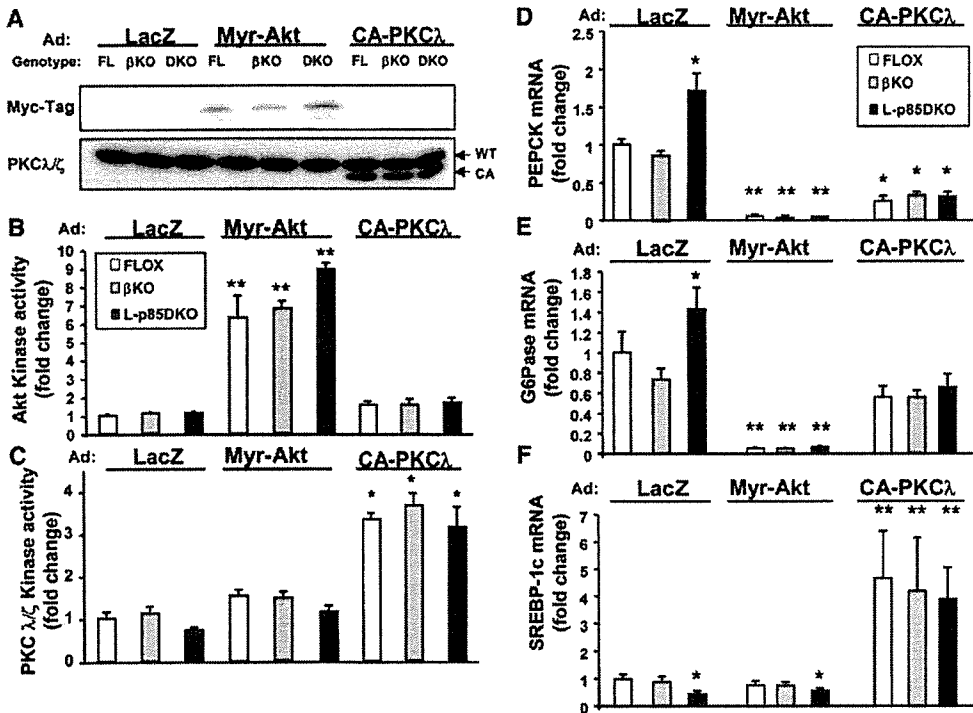 A
Ad: LacZ Myr-Akt CA-PKCλ
Genotype: FL βKO DKO FL βKO DKO FL βKO DKO
Myc-Tag
PKCλ/ζ
WT
CA
B
Ad: LacZ Myr-Akt CA-PKCλ
Akt Kinase activity
(fold change)
10
9
8
7
6
5
4
3
2
1
FLOX
βKO
L-p85DKO
** ** **
C
Ad: LacZ Myr-Akt CA-PKCλ
PKC λ/ζ Kinase activity
(fold change)
4
3
2
1
0
* * *
D
Ad: LacZ Myr-Akt CA-PKCλ
PEPCK mRNA
(fold change)
2.5
2
1.5
1
0.5
0
FLOX
βKO
L-p85DKO
* ** ** ** * * *
E
Ad: LacZ Myr-Akt CA-PKCλ
G6Pase mRNA
(fold change)
1.8
1.6
1.4
1.2
1
0.8
0.6
0.4
0.2
0
* ** ** **
F
Ad: LacZ Myr-Akt CA-PKCλ
SREBP-1c mRNA
(fold change)
7
6
5
4
3
2
1
0
* * ** ** **